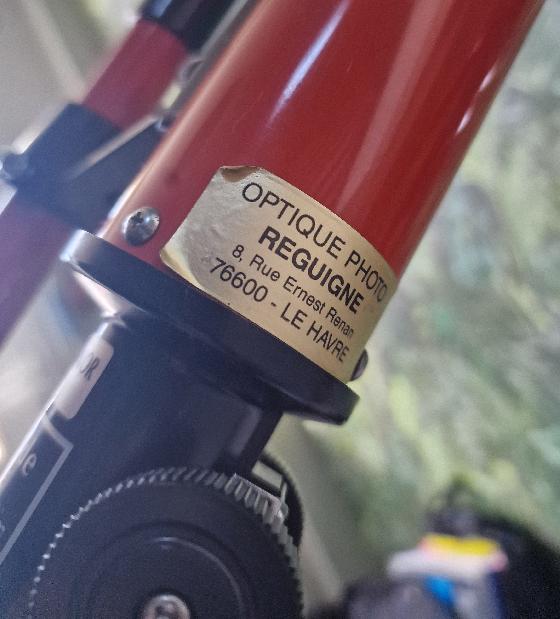 OPTIQUE PHOTO
REGUIGNE
8, Rue Ernest Renan
76600 - LE HAVRE